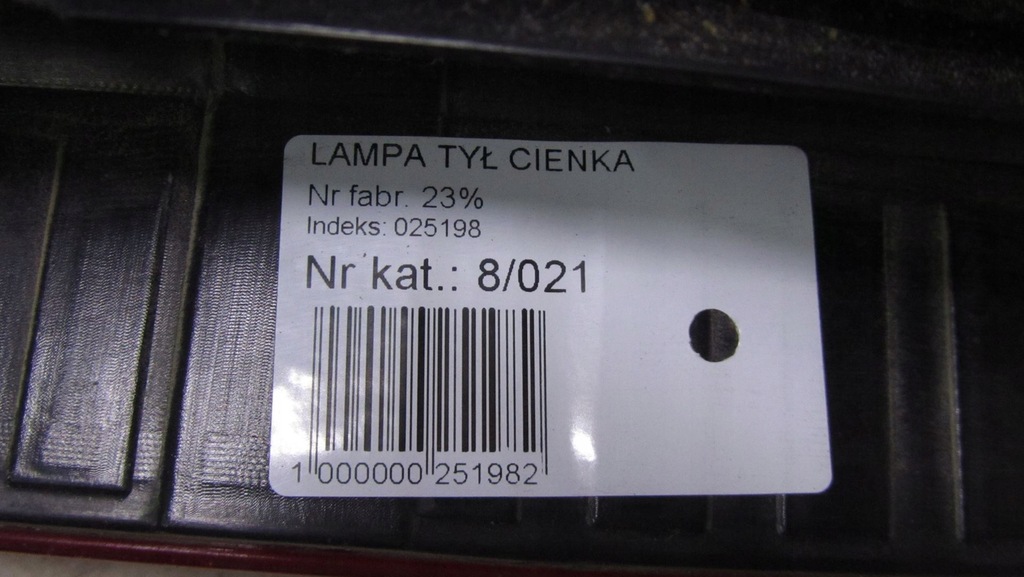 LAMPA TYŁ CIENKA
Nr fabr. 23%
Indeks: 025198
Nr kat.: 8/021
1 000000 251982